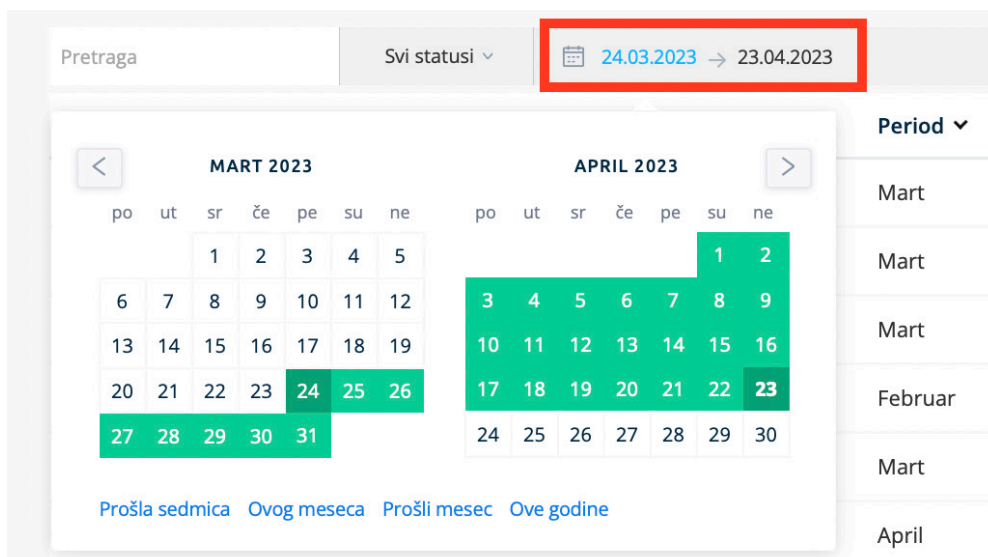 Pretraga
Svi statusi
24.03.2023 → 23.04.2023
Period
MART 2023
po ut sr če pe su ne
1 2 3 4 5
6 7 8 9 10 11 12
13 14 15 16 17 18 19
20 21 22 23 24 25 26
27 28 29 30 31
APRIL 2023
po ut sr če pe su ne
1 2
3 4 5 6 7 8 9
10 11 12 13 14 15 16
17 18 19 20 21 22 23
24 25 26 27 28 29 30
Prošla sedmica Ovog meseca Prošli mesec Ove godine
Mart
Mart
Mart
Februar
Mart
April